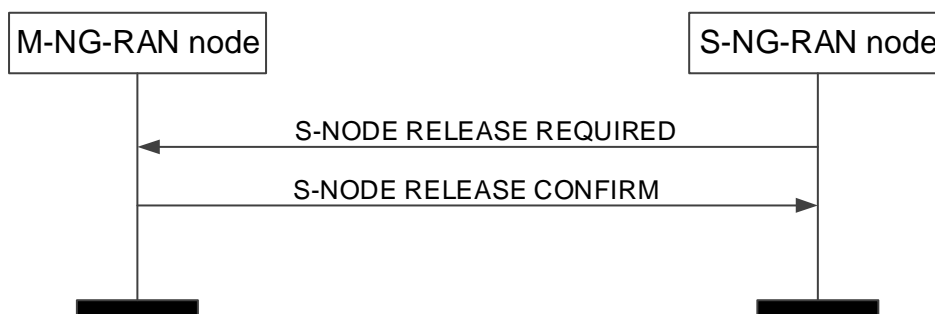 M-NG-RAN node
S-NG-RAN node
S-NODE RELEASE REQUIRED
S-NODE RELEASE CONFIRM